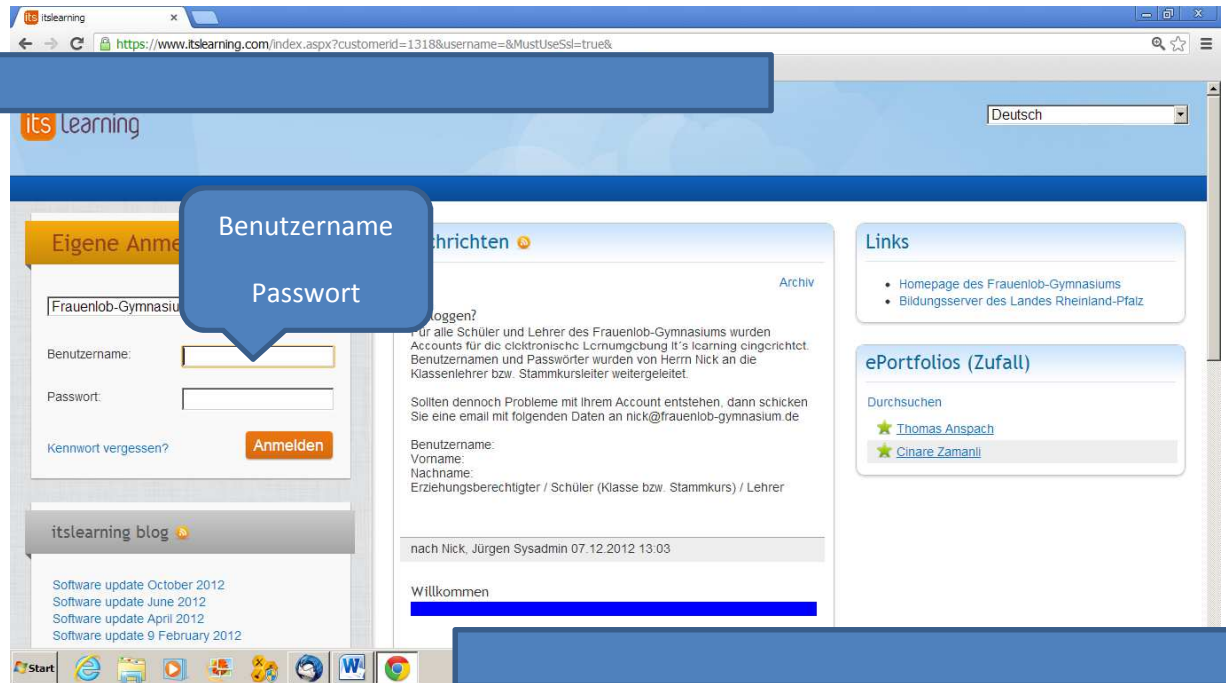 itslearning
https://www.itslearning.com/index.aspx?customerid=1318&username=&MustUseSsl=true&
its learning
Deutsch
Benutzername
Passwort
Eigene Anme
Frauenlob-Gymnasiu
Benutzername:
Passwort:
Kennwort vergessen?
Anmelden
itslearning blog
Software update October 2012
Software update June 2012
Software update April 2012
Software update 9 February 2012
chrichten
Archiv
loggen?
Für alle Schüler und Lehrer des Frauenlob-Gymnasiums wurden
Accounts für die elektronische Lernumgebung It´s learning eingerichtet.
Benutzernamen und Passwörter wurden von Herrn Nick an die
Klassenlehrer bzw. Stammkursleiter weitergeleitet.
Sollten dennoch Probleme mit Ihrem Account entstehen, dann schicken
Sie eine email mit folgenden Daten an nick@frauenlob-gymnasium.de
Benutzername:
Vorname:
Nachname:
Erziehungsberechtigter / Schüler (Klasse bzw. Stammkurs) / Lehrer
nach Nick, Jürgen Sysadmin 07.12.2012 13:03
Willkommen
Links
Homepage des Frauenlob-Gymnasiums
Bildungsserver des Landes Rheinland-Pfalz
ePortfolios (Zufall)
Durchsuchen
Thomas Anspach
Cinare Zamanli
Start